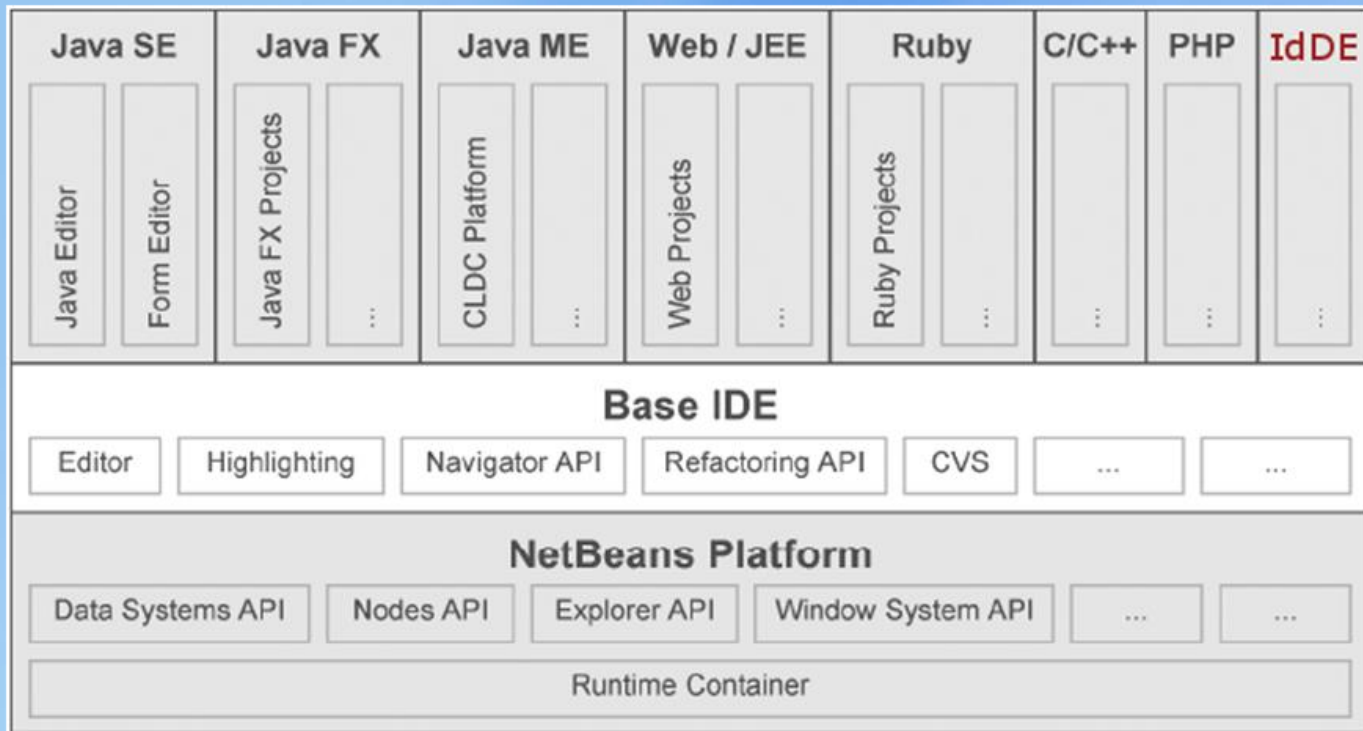 Java SE
Java FX
Java ME
Web / JEE
Ruby
C/C++
PHP
IdDE
Java Editor
Form Editor
Java FX Projects
...
CLDC Platform
...
Web Projects
...
Ruby Projects
...
...
...
...
Base IDE
Editor
Highlighting
Navigator API
Refactoring API
CVS
...
...
NetBeans Platform
Data Systems API
Nodes API
Explorer API
Window System API
...
...
Runtime Container